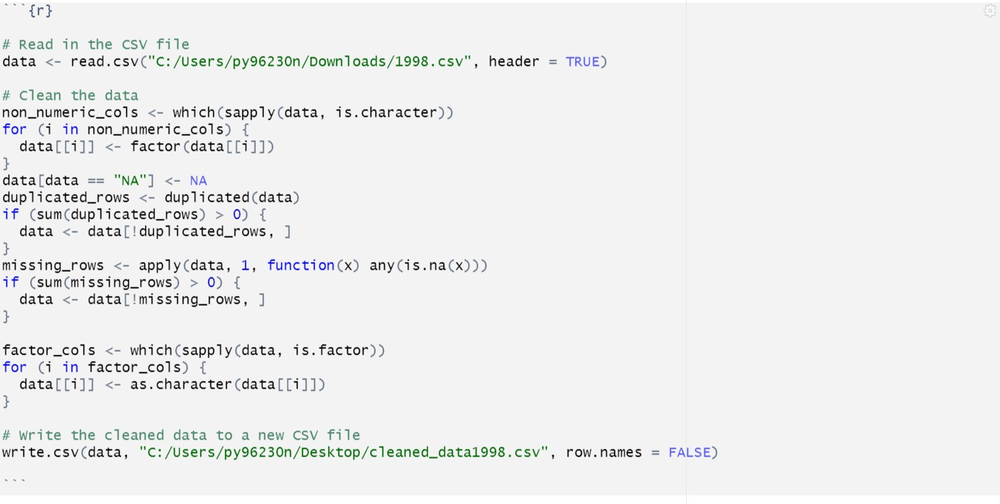 ```{r}
# Read in the CSV file
data <- read.csv("C:/Users/py96230n/Downloads/1998.csv", header = TRUE)
# Clean the data
non_numeric_cols <- which(sapply(data, is.character))
for (i in non_numeric_cols) {
  data[[i]] <- factor(data[[i]])
}
data[data == "NA"] <- NA
duplicated_rows <- duplicated(data)
if (sum(duplicated_rows) > 0) {
  data <- data[!duplicated_rows, ]
}
missing_rows <- apply(data, 1, function(x) any(is.na(x)))
if (sum(missing_rows) > 0) {
  data <- data[!missing_rows, ]
}
factor_cols <- which(sapply(data, is.factor))
for (i in factor_cols) {
  data[[i]] <- as.character(data[[i]])
}
# Write the cleaned data to a new CSV file
write.csv(data, "C:/Users/py96230n/Desktop/cleaned_data1998.csv", row.names = FALSE)
```